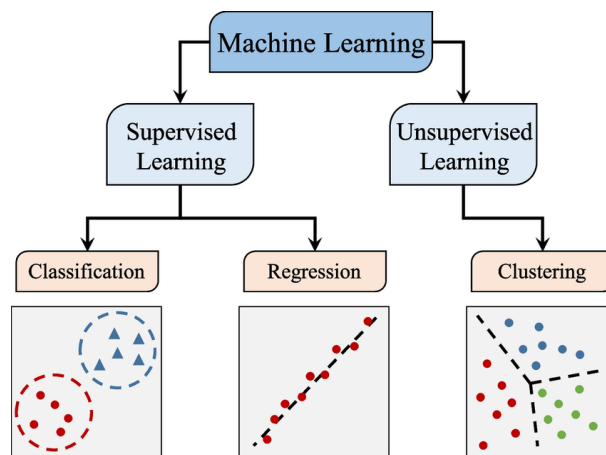 Machine Learning
Supervised
Learning
Unsupervised
Learning
Classification
Regression
Clustering